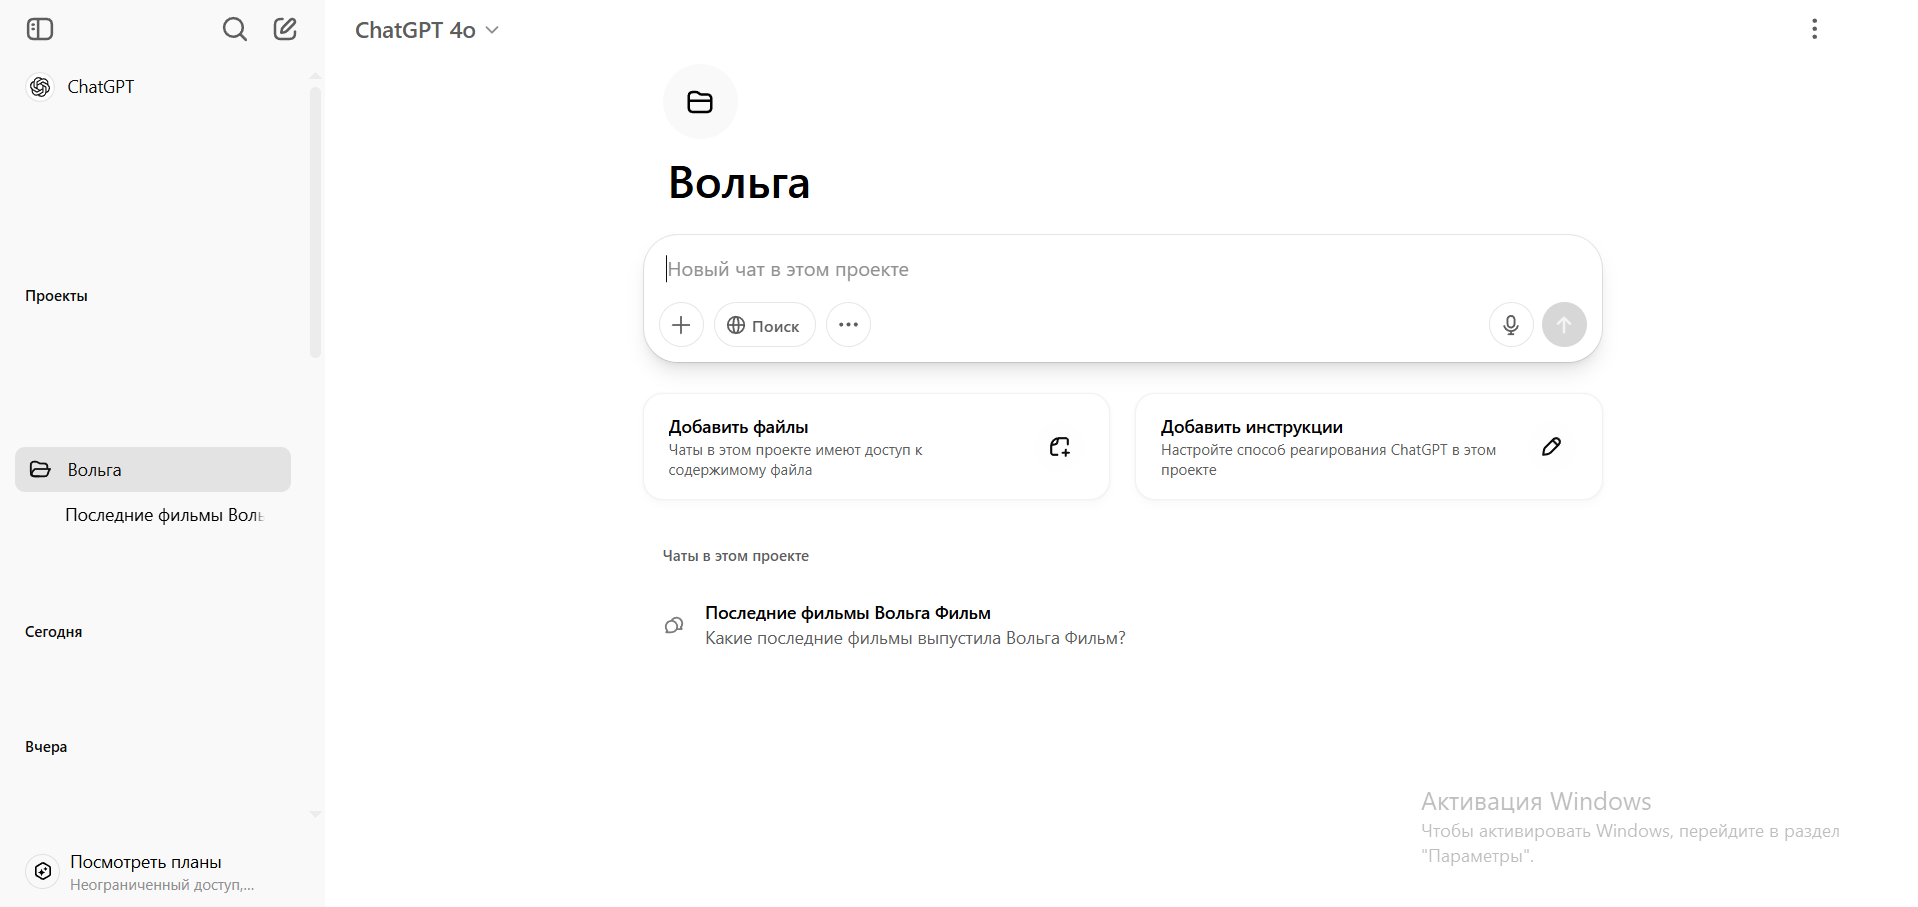 ChatGPT
Проекты
Вольга
Последние фильмы Воль
Сегодня
Вчера
Посмотреть планы
Неограниченный доступ,...
ChatGPT 4o
Вольга
Новый чат в этом проекте
Поиск
Добавить файлы
Чаты в этом проекте имеют доступ к
содержимому файла
Добавить инструкции
Настройте способ реагирования ChatGPT в этом
проекте
Чаты в этом проекте
Последние фильмы Вольга Фильм
Какие последние фильмы выпустила Вольга Фильм?
Активация Windows
Чтобы активировать Windows, перейдите в раздел
"Параметры".